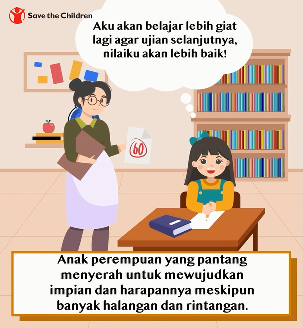 Save the Children
Aku akan belajar lebih giat
lagi agar ujian selanjutnya,
nilaiku akan lebih baik!
60
Anak perempuan yang pantang
menyerah untuk mewujudkan
impian dan harapannya meskipun
banyak halangan dan rintangan.